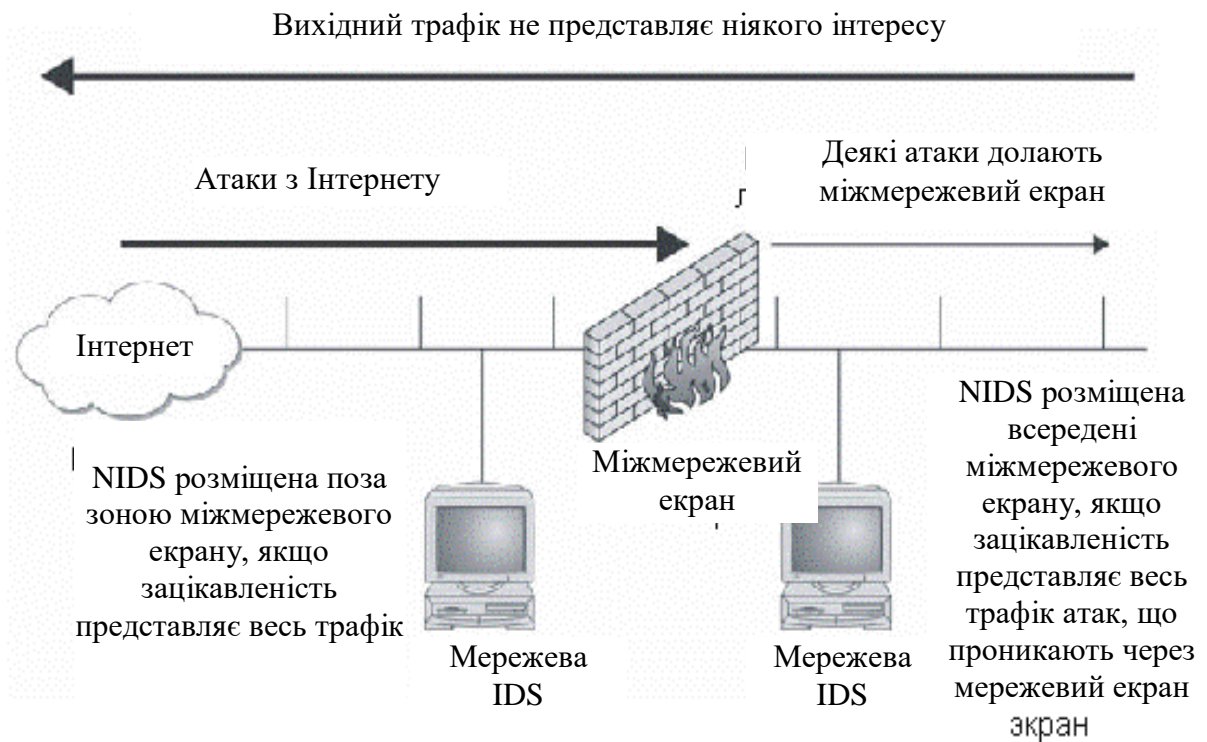 Вихідний трафік не представляє ніякого інтересу
Атаки з Інтернету
Деякі атаки долають
міжмережевий екран
Інтернет
Міжмережевий
екран
NIDS розміщена поза
зоною міжмережевого
екрану, якщо
зацікавленість
представляє весь трафік
Мережева
IDS
Мережева
IDS
NIDS розміщена
всередені
міжмережевого
екрану, якщо
зацікавленість
представляє весь
трафік атак, що
проникають через
мережевий екран
экран